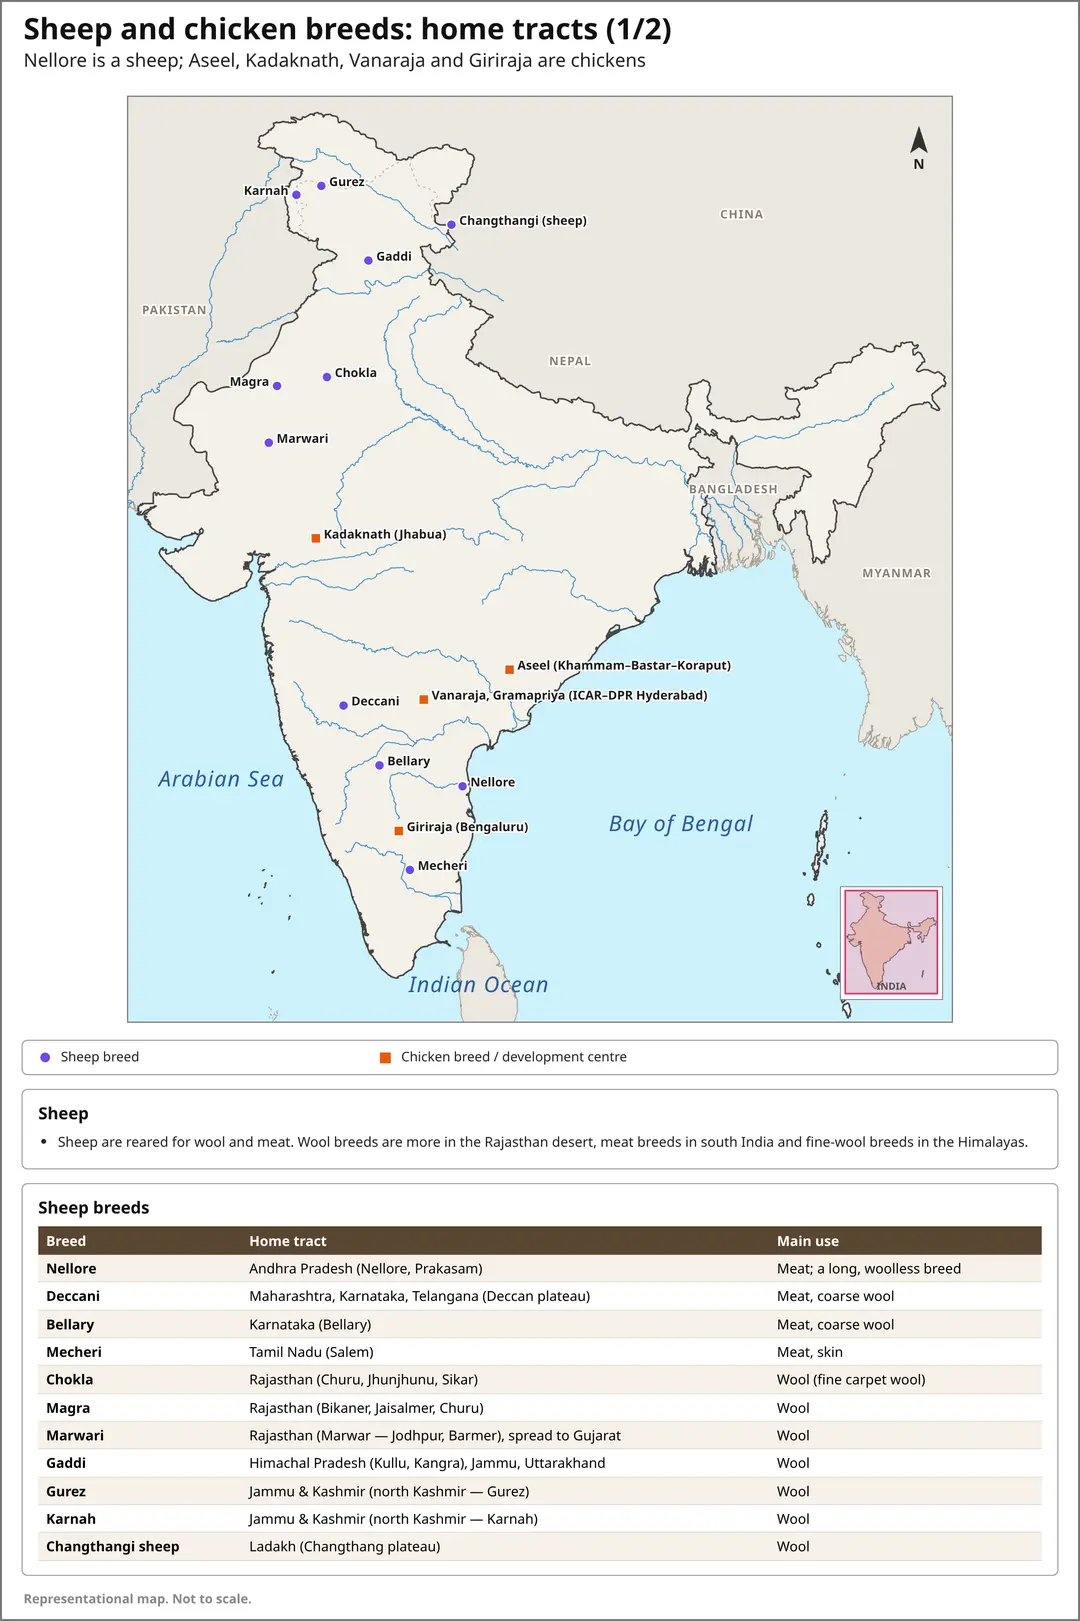 Sheep and chicken breeds: home tracts (1/2)
Nellore is a sheep; Aseel, Kadaknath, Vanaraja and Giriraja are chickens
N
Karnah
Gurez
CHINA
Changthangi (sheep)
Gaddi
PAKISTAN
NEPAL
Magra
Chokla
Marwari
BANGLADESH
Kadaknath (Jhabua)
MYANMAR
Aseel (Khammam–Bastar–Koraput)
Deccani
Vanaraja, Gramapriya (ICAR–DPR Hyderabad)
Bellary
Arabian Sea
Nellore
Giriraja (Bengaluru)
Bay of Bengal
Mecheri
Indian Ocean
INDIA
Sheep breed
Chicken breed / development centre
Sheep
• Sheep are reared for wool and meat. Wool breeds are more in the Rajasthan desert, meat breeds in south India and fine-wool breeds in the Himalayas.
Sheep breeds
Breed Home tract Main use
Nellore Andhra Pradesh (Nellore, Prakasam) Meat; a long, woolless breed
Deccani Maharashtra, Karnataka, Telangana (Deccan plateau) Meat, coarse wool
Bellary Karnataka (Bellary) Meat, coarse wool
Mecheri Tamil Nadu (Salem) Meat, skin
Chokla Rajasthan (Churu, Jhunjhunu, Sikar) Wool (fine carpet wool)
Magra Rajasthan (Bikaner, Jaisalmer, Churu) Wool
Marwari Rajasthan (Marwar — Jodhpur, Barmer), spread to Gujarat Wool
Gaddi Himachal Pradesh (Kullu, Kangra), Jammu, Uttarakhand Wool
Gurez Jammu & Kashmir (north Kashmir — Gurez) Wool
Karnah Jammu & Kashmir (north Kashmir — Karnah) Wool
Changthangi sheep Ladakh (Changthang plateau) Wool
Representational map. Not to scale.